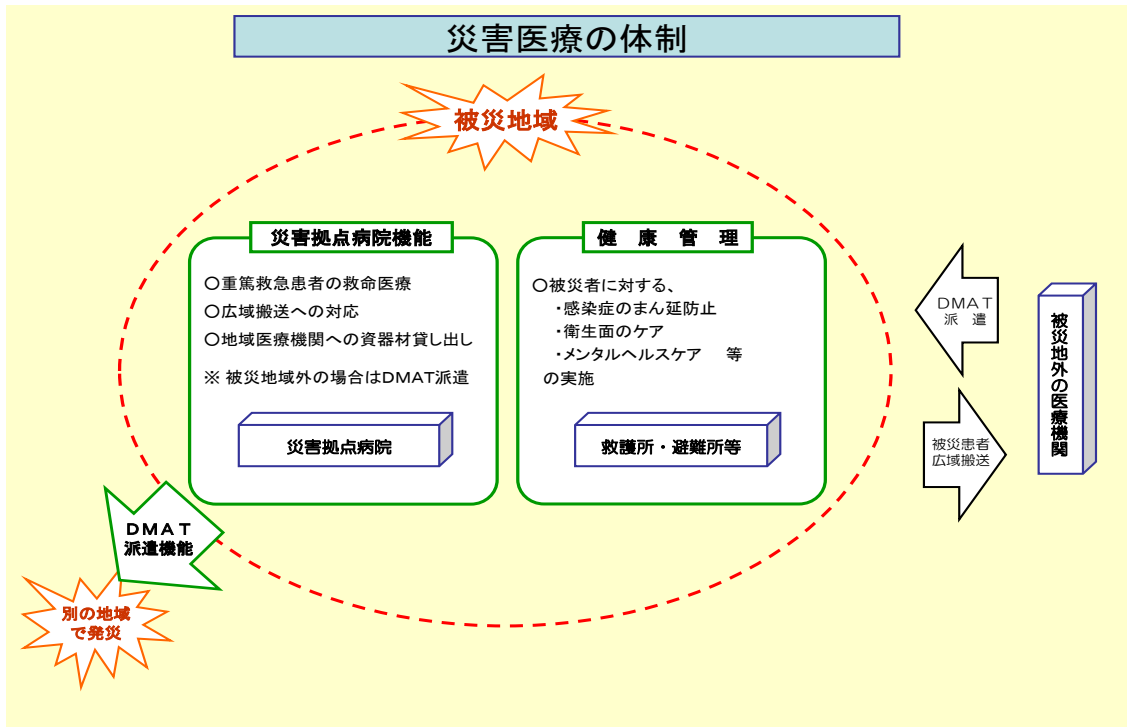 災害医療の体制
被災地域
災害拠点病院機能
○重篤救急患者の救命医療
○広域搬送への対応
○地域医療機関への資器材貸し出し
※ 被災地域外の場合はDMAT派遣
災害拠点病院
健 康 管 理
○被災者に対する、
・感染症のまん延防止
・衛生面のケア
・メンタルヘルスケア 等
の実施
救護所・避難所等
DMAT
派 遣
被災患者
広域搬送
被災地外の医療機関
DMAT
派遣機能
別の地域
で発災